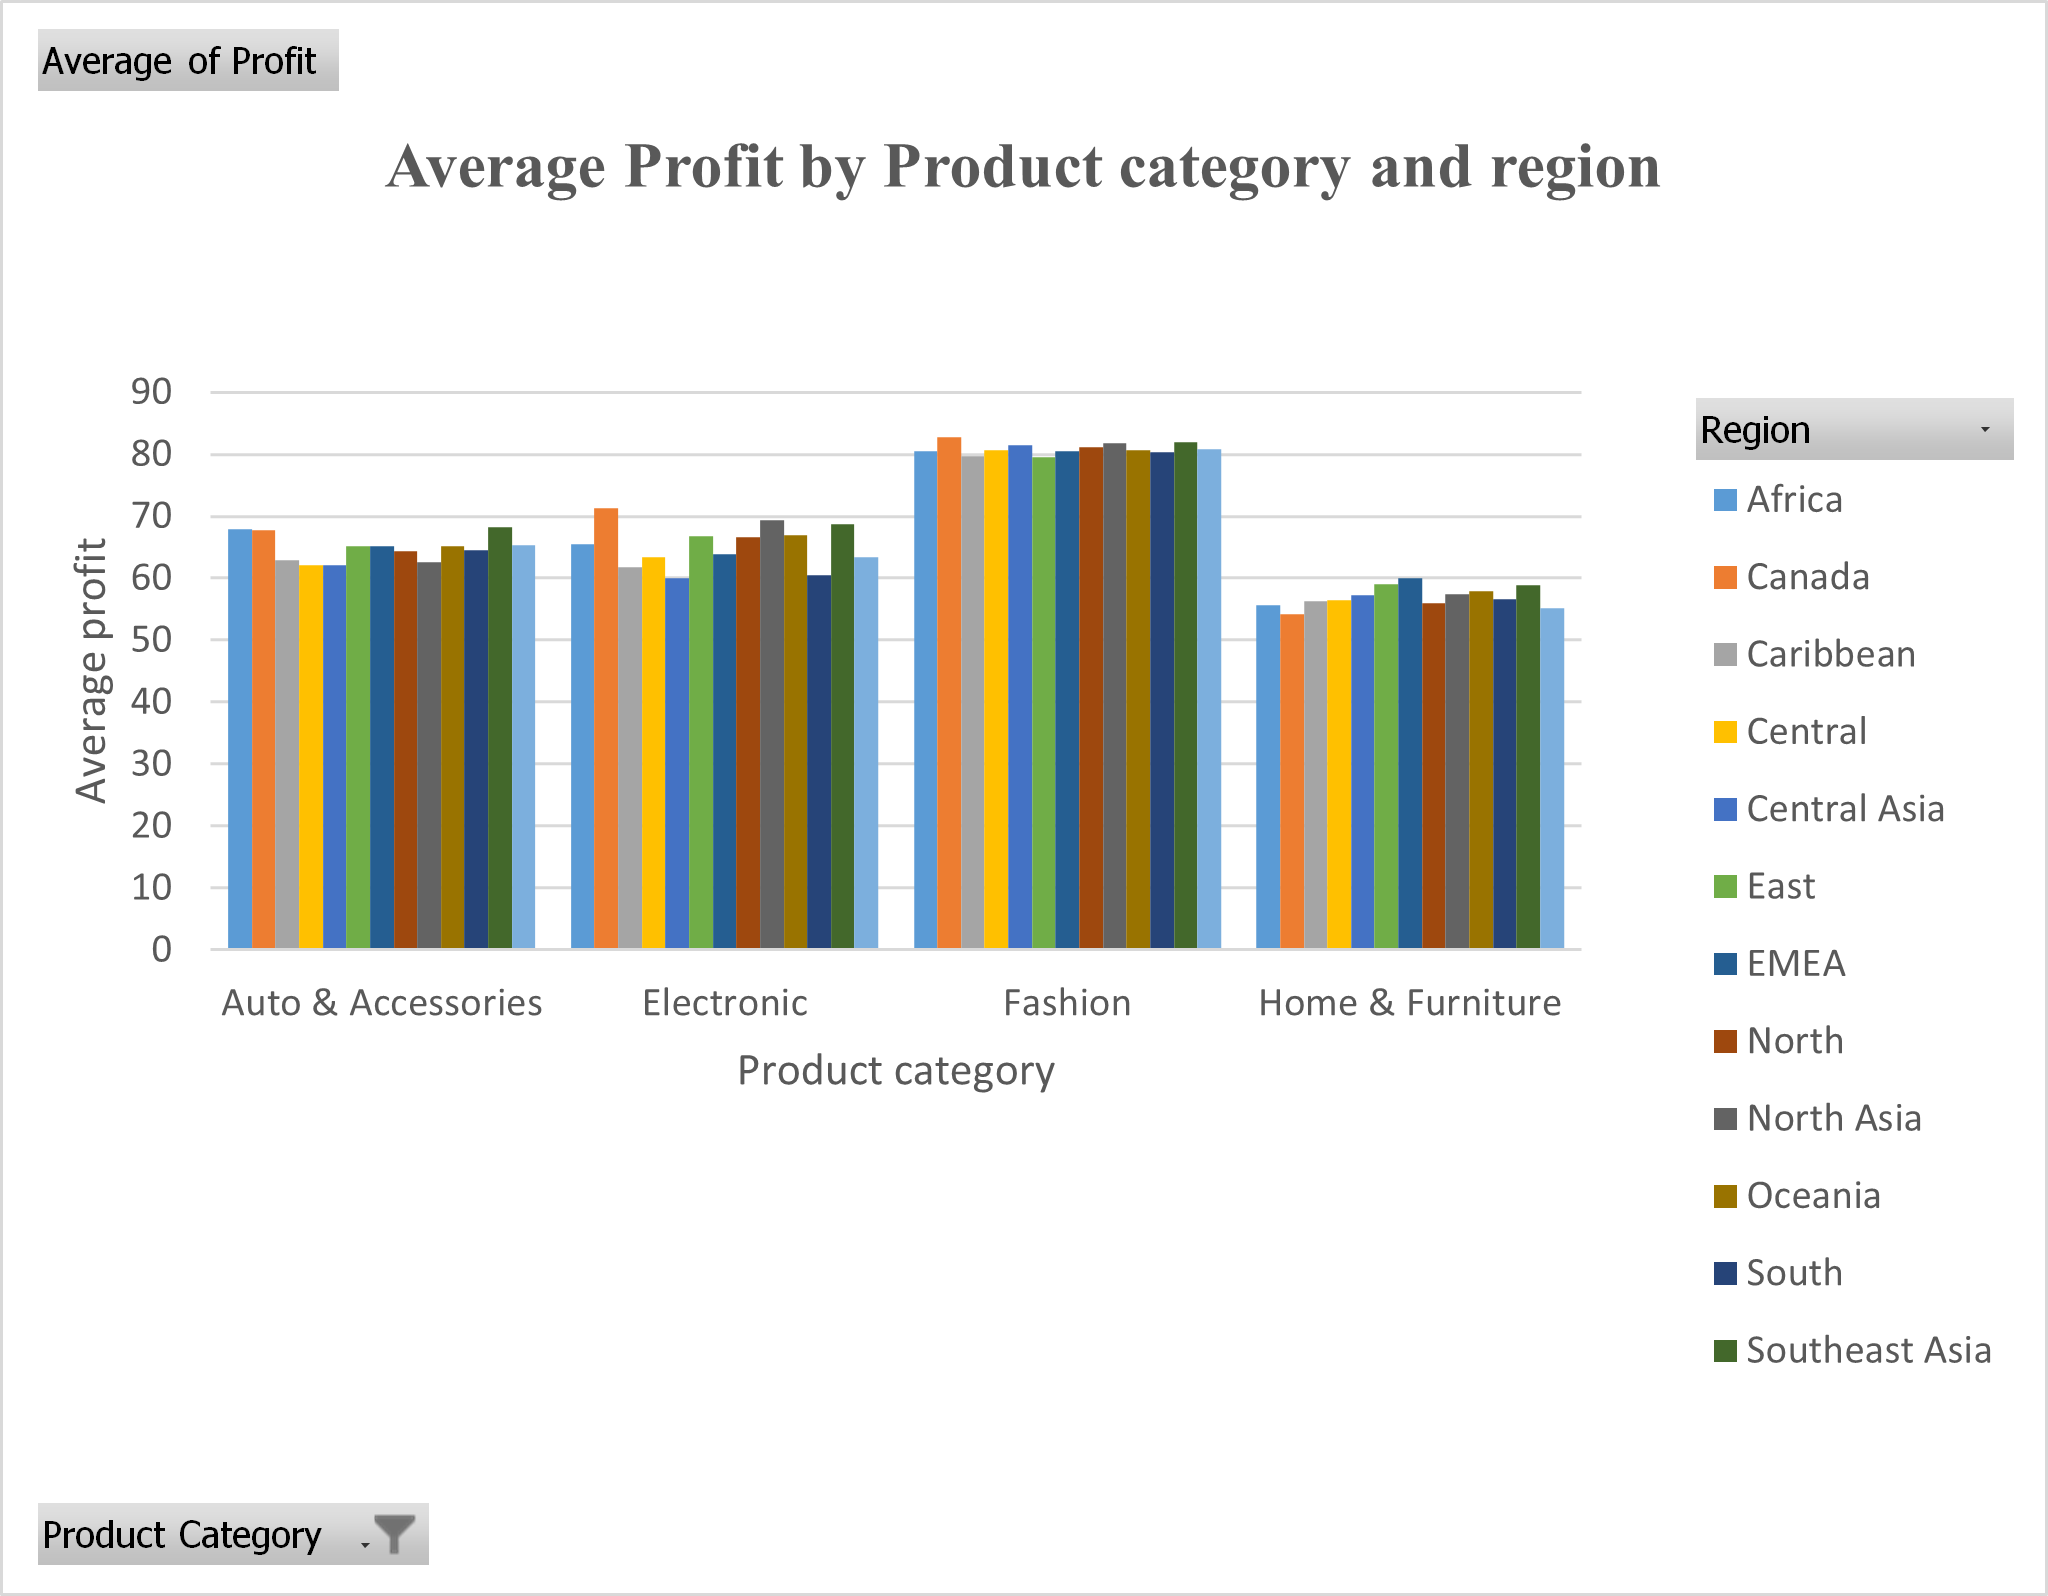 Average of Profit
Average Profit by Product category and region
90
80
70
60
50
40
30
20
10
0
Average profit
Auto & Accessories
Electronic
Fashion
Home & Furniture
Product category
Region
Africa
Canada
Caribbean
Central
Central Asia
East
EMEA
North
North Asia
Oceania
South
Southeast Asia
Product Category